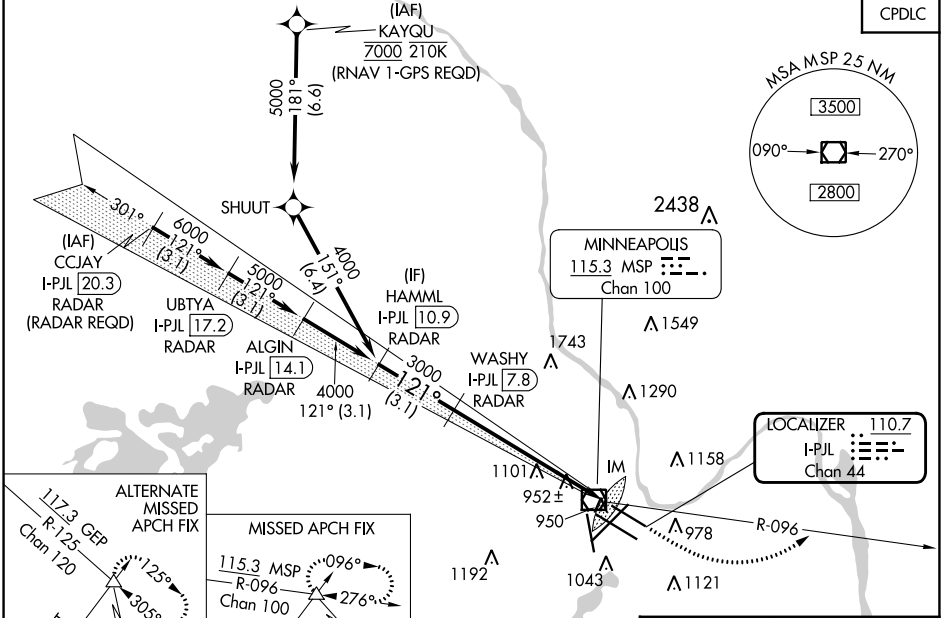 (IAF)
KAYQU
7000 210K
(RNAV 1-GPS REQD)
CPDLC
MSA MSP 25 NM
3500
090°
270°
2800
5000
181°
(6.6)
SHUUT
4000
151°
(6.4)
2438
MINNEAPOLIS
115.3 MSP
Chan 100
301°
6000
121°
(3.1)
(IAF)
CCJAY
I-PJL 20.3
RADAR
(RADAR REQD)
5000
121°
(3.1)
UBTYA
I-PJL 17.2
RADAR
ALGIN
I-PJL 14.1
RADAR
4000
121° (3.1)
(IF)
HAMML
I-PJL 10.9
RADAR
3000
121°
(3.1)
WASHY
I-PJL 7.8
RADAR
1743
1549
1290
LOCALIZER 110.7
I-PJL
Chan 44
1158
1101
952±
950
IM
978
R-096
1192
1043
1121
ALTERNATE
MISSED
APCH FIX
117.3 GEP
R-125
Chan 120
125°
305°
MISSED APCH FIX
115.3 MSP
R-096
Chan 100
096°
276°